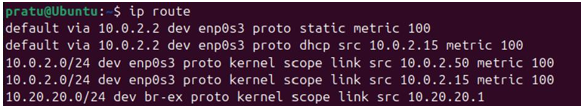 pratu@Ubuntu:~$ ip route
default via 10.0.2.2 dev enp0s3 proto static metric 100
default via 10.0.2.2 dev enp0s3 proto dhcp src 10.0.2.15 metric 100
10.0.2.0/24 dev enp0s3 proto kernel scope link src 10.0.2.50 metric 100
10.0.2.0/24 dev enp0s3 proto kernel scope link src 10.0.2.15 metric 100
10.20.20.0/24 dev br-ex proto kernel scope link src 10.20.20.1